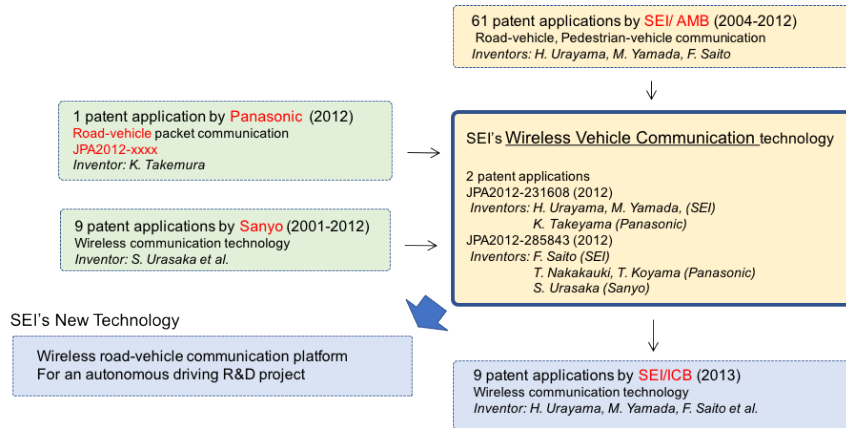 61 patent applications by SEI/ AMB (2004-2012)
Road-vehicle, Pedestrian-vehicle communication
Inventors: H. Urayama, M. Yamada, F. Saito
1 patent application by Panasonic (2012)
Road-vehicle packet communication
JPA2012-xxxx
Inventor: K. Takemura
9 patent applications by Sanyo (2001-2012)
Wireless communication technology
Inventor: S. Urasaka et al.
SEI's Wireless Vehicle Communication technology
2 patent applications
JPA2012-231608 (2012)
Inventors: H. Urayama, M. Yamada, (SEI)
K. Takeyama (Panasonic)
JPA2012-285843 (2012)
Inventors: F. Saito (SEI)
T. Nakakauki, T. Koyama (Panasonic)
S. Urasaka (Sanyo)
SEI's New Technology
Wireless road-vehicle communication platform
For an autonomous driving R&D project
9 patent applications by SEI/ICB (2013)
Wireless communication technology
Inventor: H. Urayama, M. Yamada, F. Saito et al.